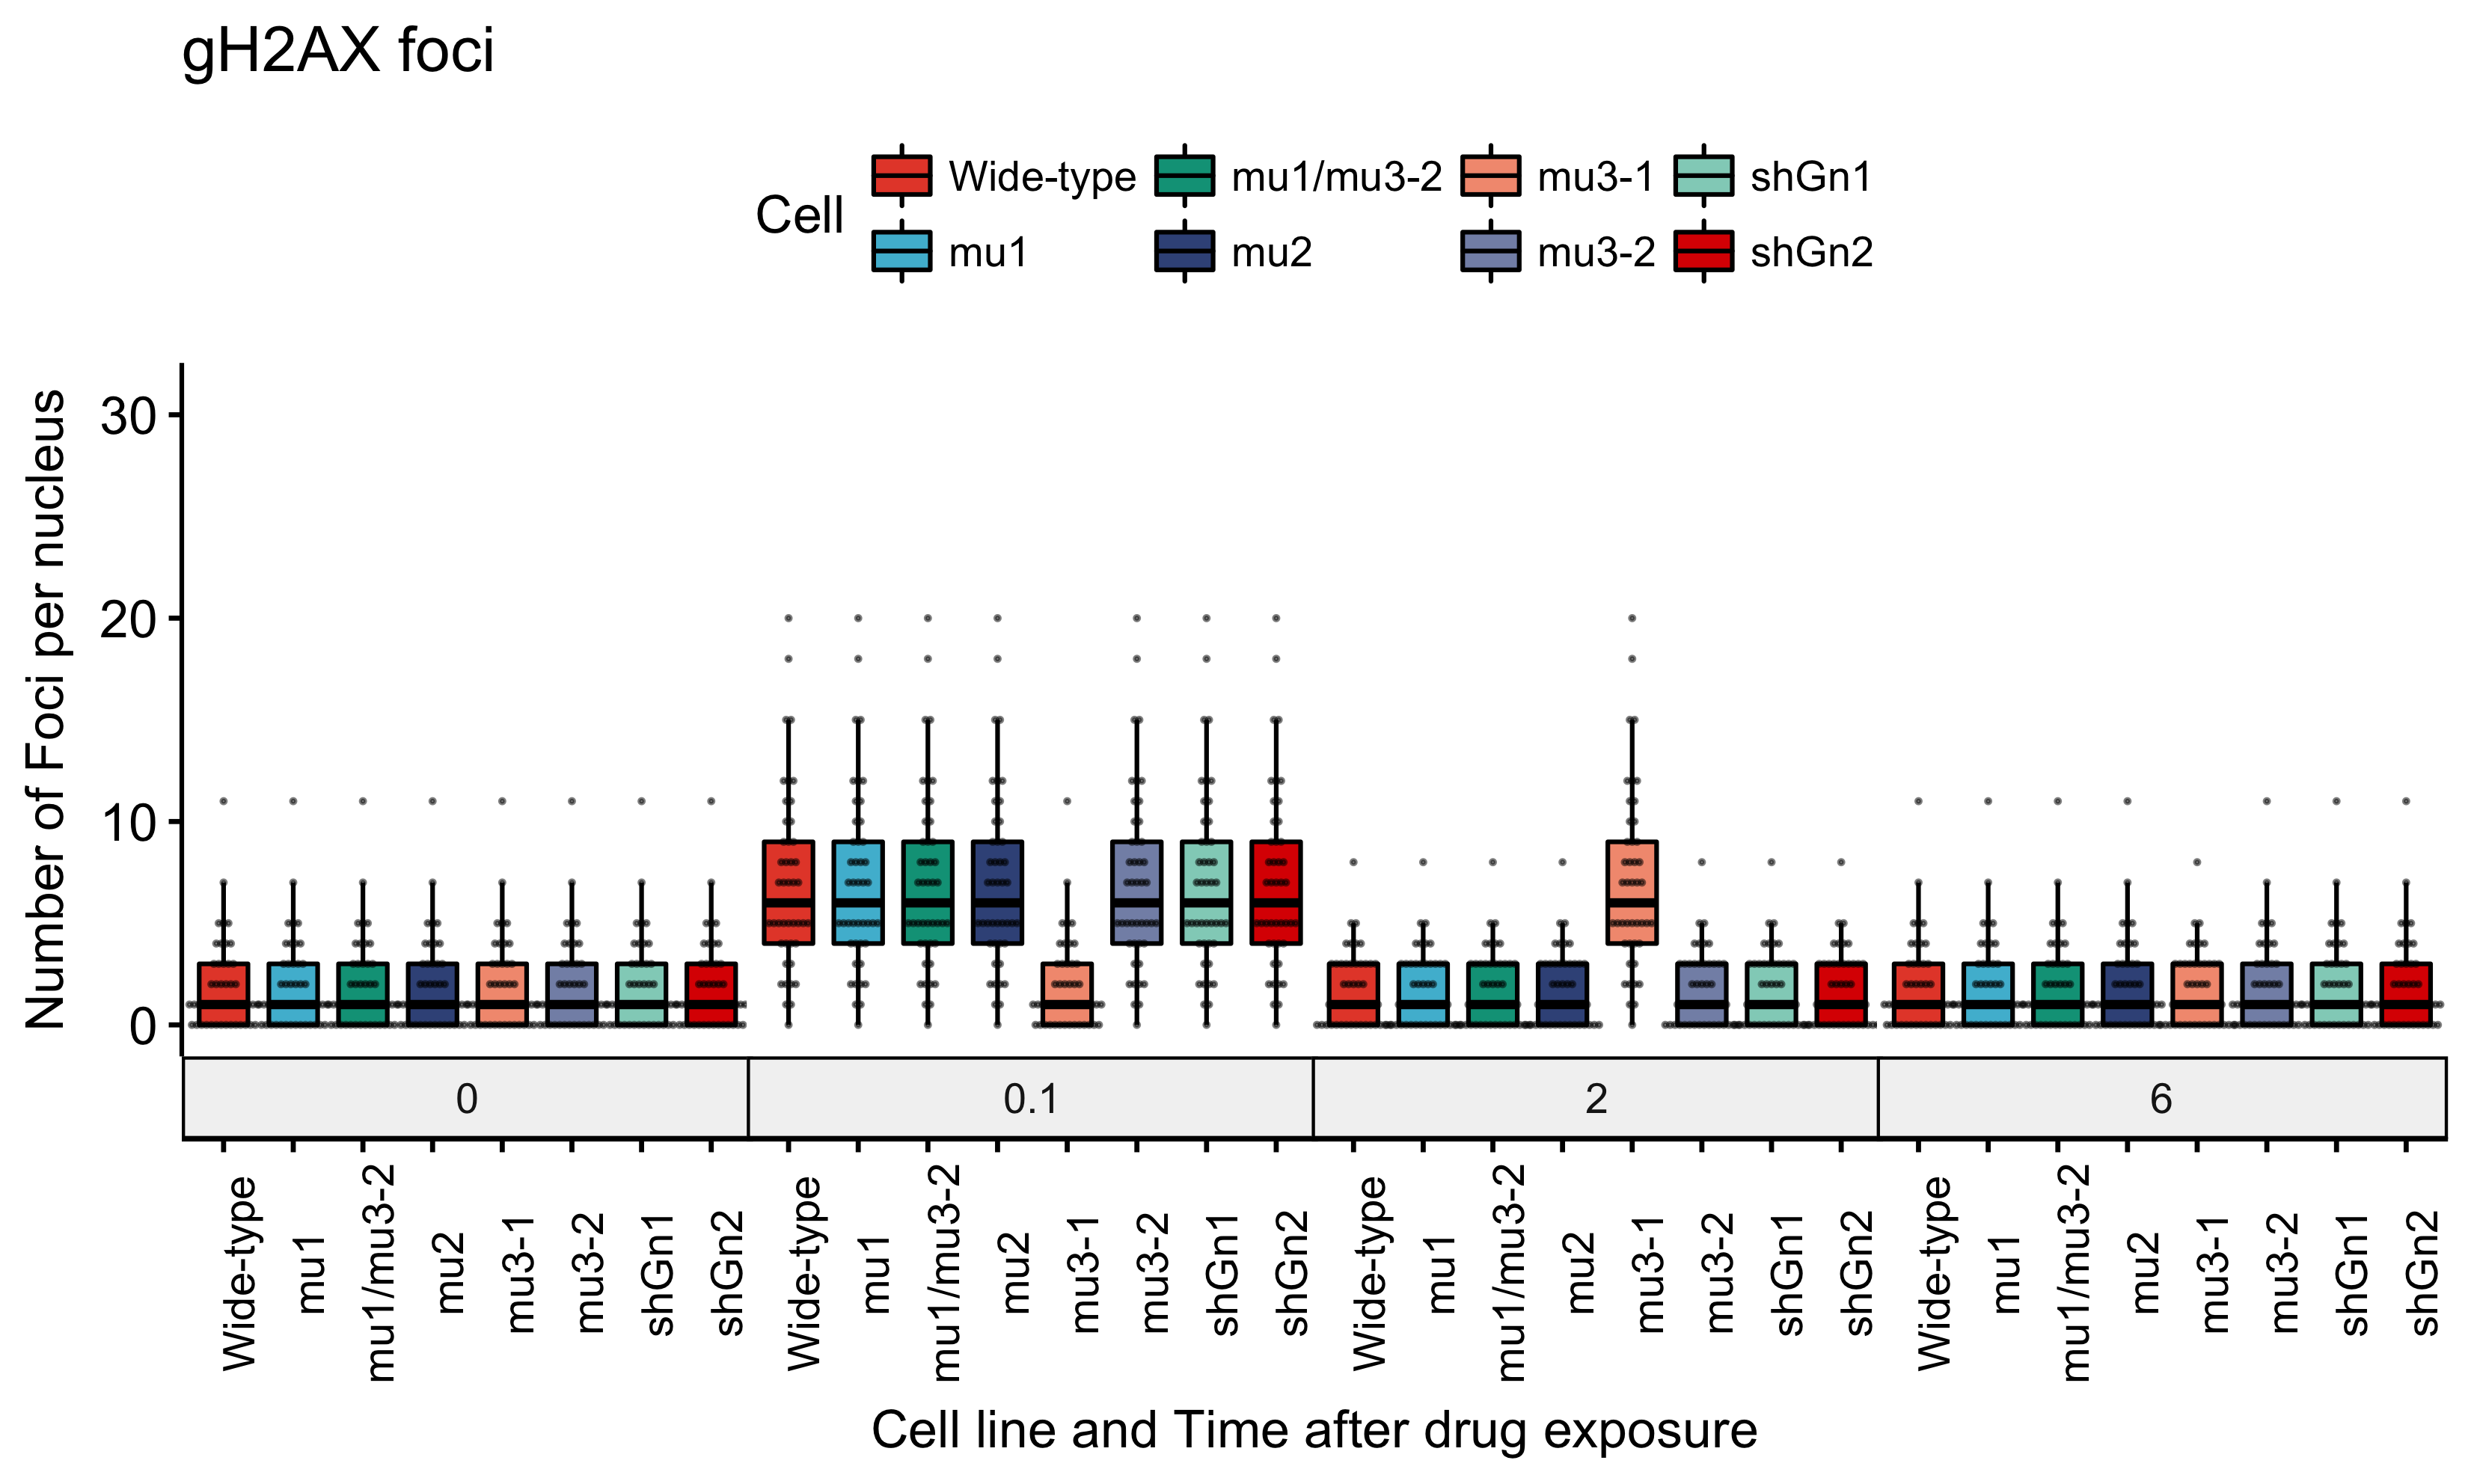 gH2AX foci
Cell
Wide-type mu1/mu3-2 mu3-1 shGn1
mu1 mu2 mu3-2 shGn2
Number of Foci per nucleus
30
20
10
0
0 0.1 2 6
Wide-type mu1 mu1/mu3-2 mu2 mu3-1 mu3-2 shGn1 shGn2 Wide-type mu1 mu1/mu3-2 mu2 mu3-1 mu3-2 shGn1 shGn2 Wide-type mu1 mu1/mu3-2 mu2 mu3-1 mu3-2 shGn1 shGn2 Wide-type mu1 mu1/mu3-2 mu2 mu3-1 mu3-2 shGn1 shGn2
Cell line and Time after drug exposure